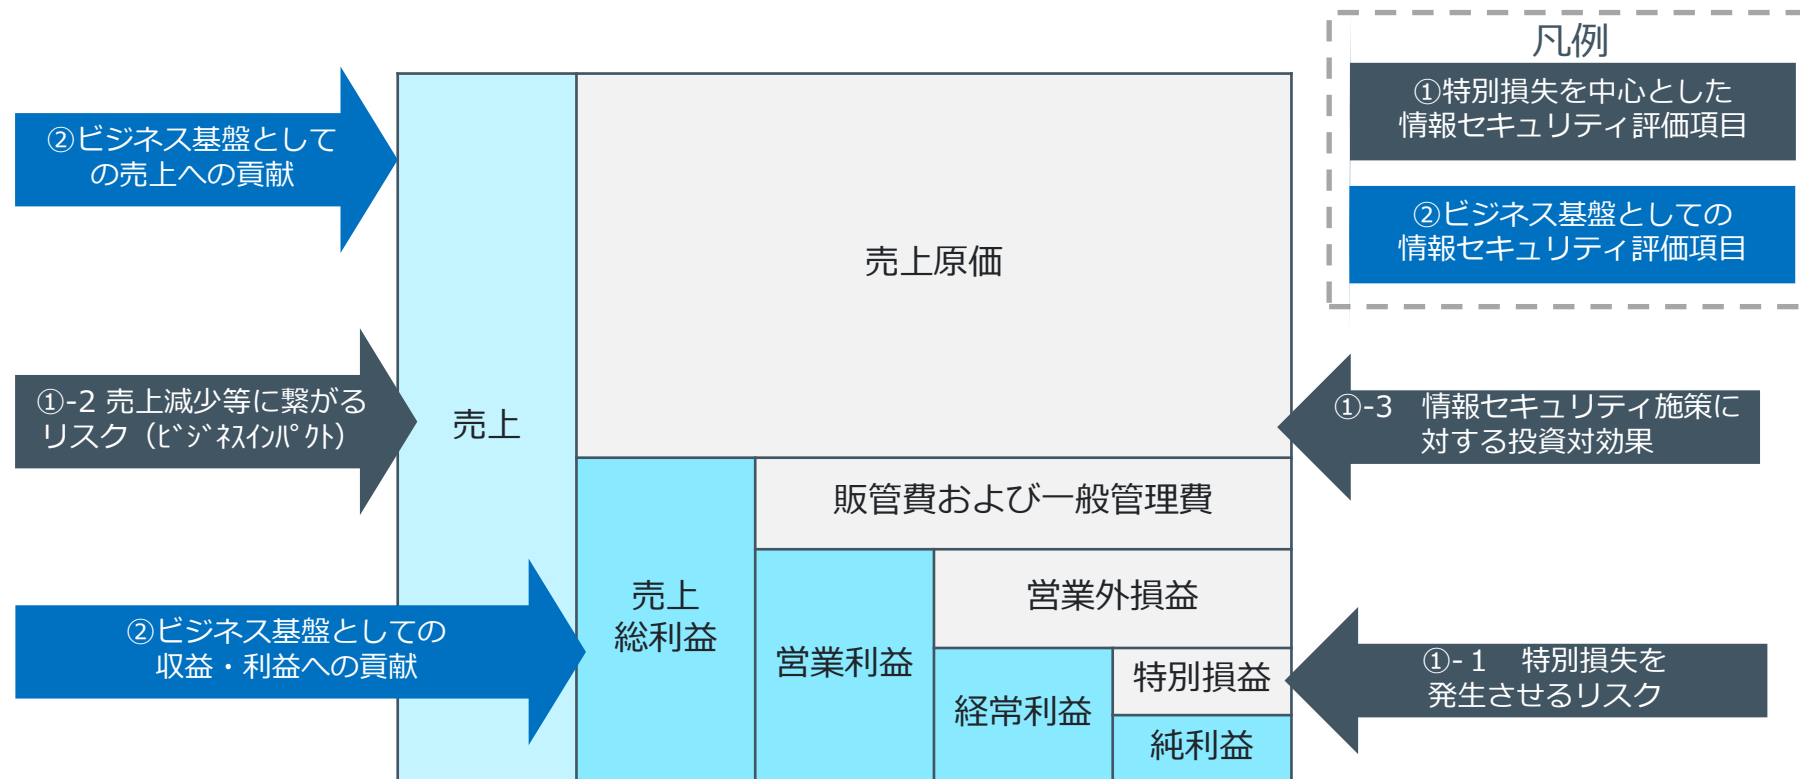 凡例
①特別損失を中心とした
情報セキュリティ評価項目
②ビジネス基盤としての
情報セキュリティ評価項目
②ビジネス基盤として
の売上への貢献
売上原価
①-2 売上減少等に繋がる
リスク（ﾋﾞｼﾞﾈｽｲﾝﾊﾟｸﾄ）
売上
①-3　情報セキュリティ施策に
対する投資対効果
販管費および一般管理費
②ビジネス基盤としての
収益・利益への貢献
売上
総利益
営業外損益
営業利益
特別損益
経常利益
純利益
①-１　特別損失を
発生させるリスク